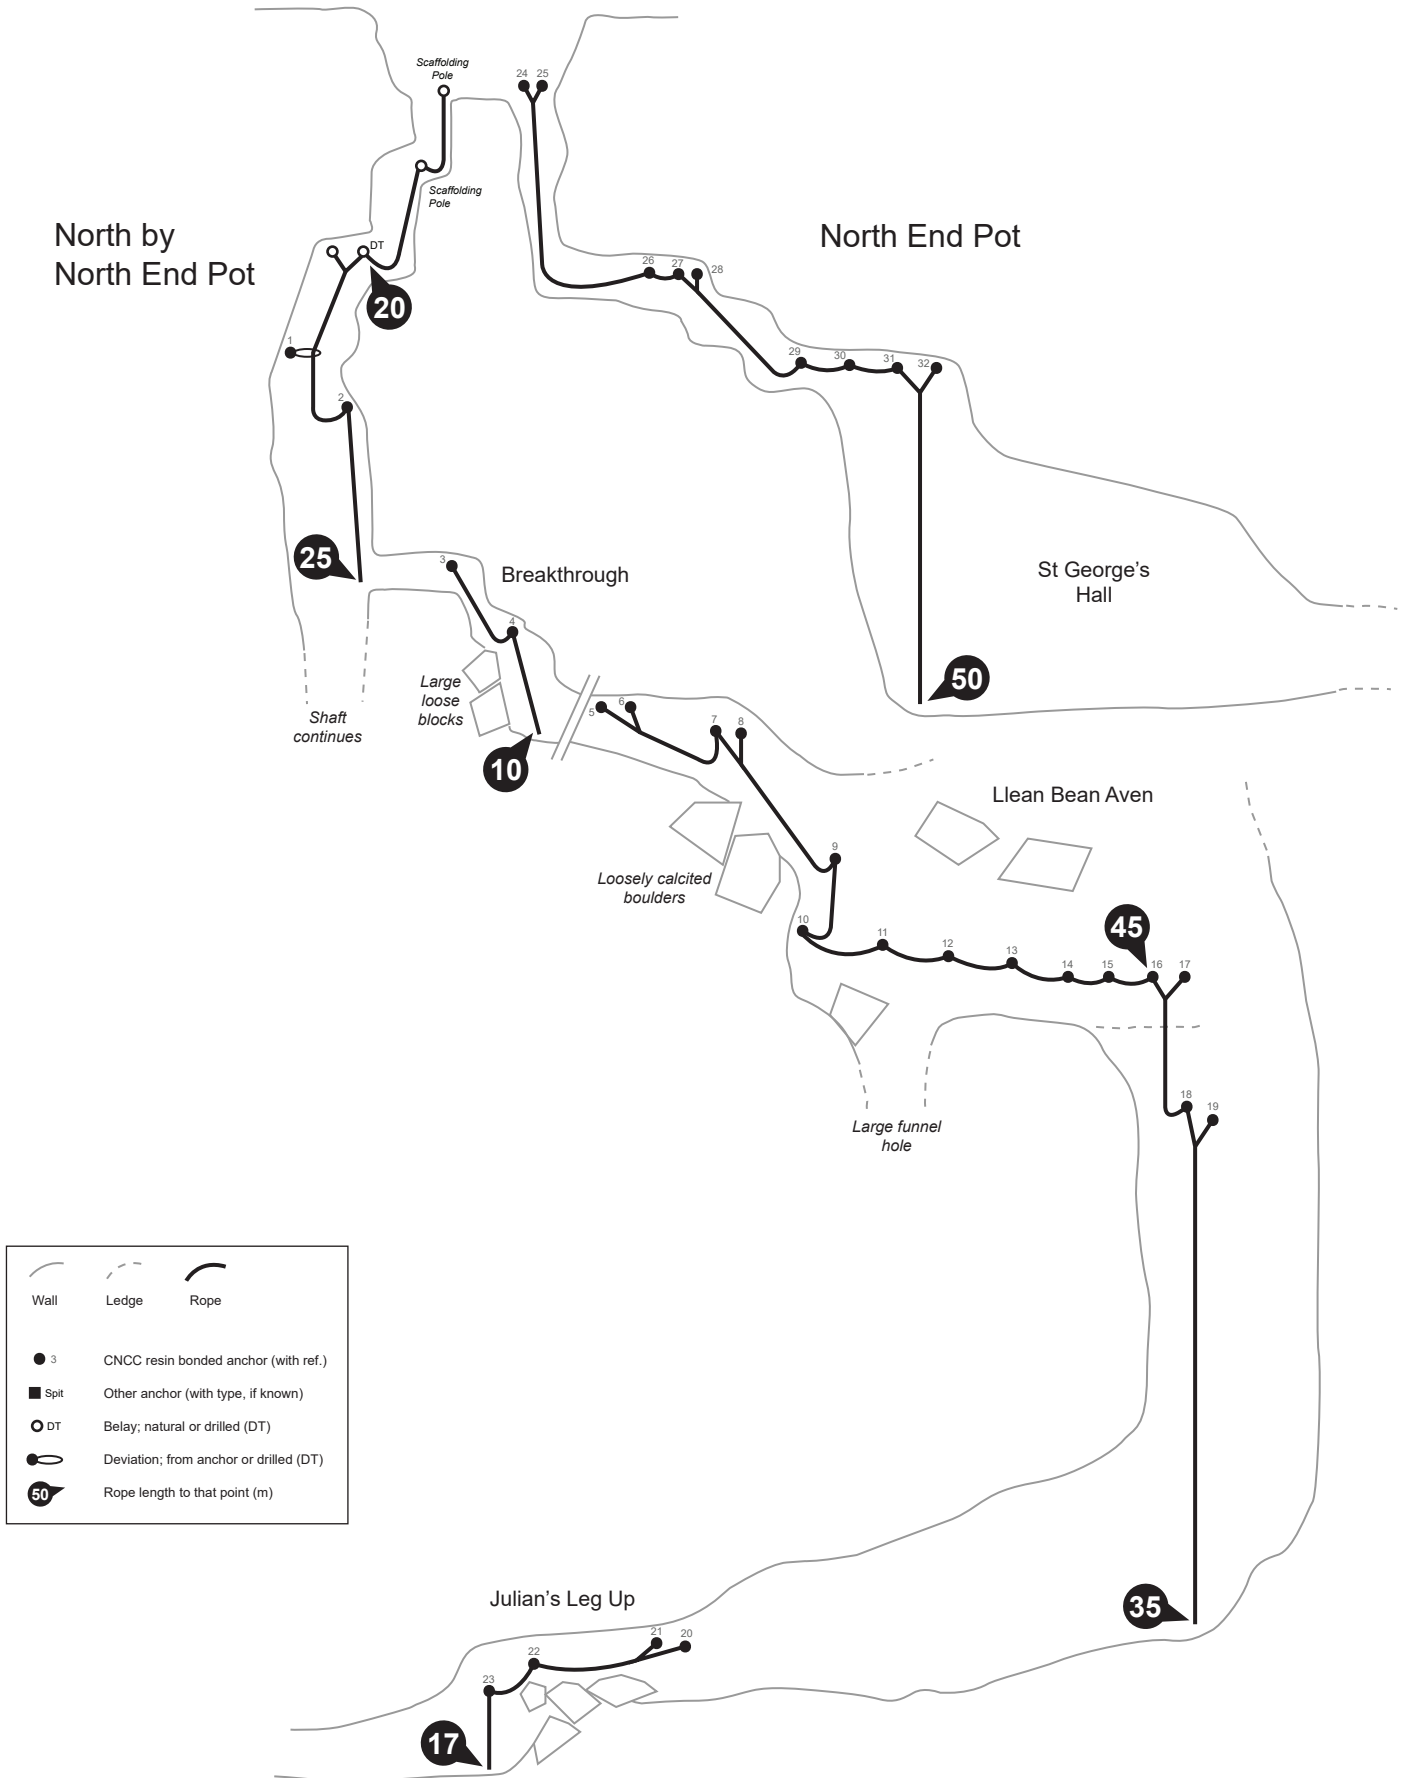 Scaffolding
Pole
24 25
Scaffolding
Pole
North by
North End Pot
North End Pot
DT
20
26 27 28
1
2
29 30 31 32
25
3
Breakthrough
St George's
Hall
4
Large
loose
blocks
50
Shaft
continues
5 6 7 8
10
Llean Bean Aven
9
Loosely calcited
boulders
10 11 12 13 14 15 16 17
45
18 19
Large funnel
hole
Wall Ledge Rope
3 CNCC resin bonded anchor (with ref.)
Spit Other anchor (with type, if known)
DT Belay; natural or drilled (DT)
Deviation; from anchor or drilled (DT)
50 Rope length to that point (m)
Julian's Leg Up
35
23 22 21 20
17